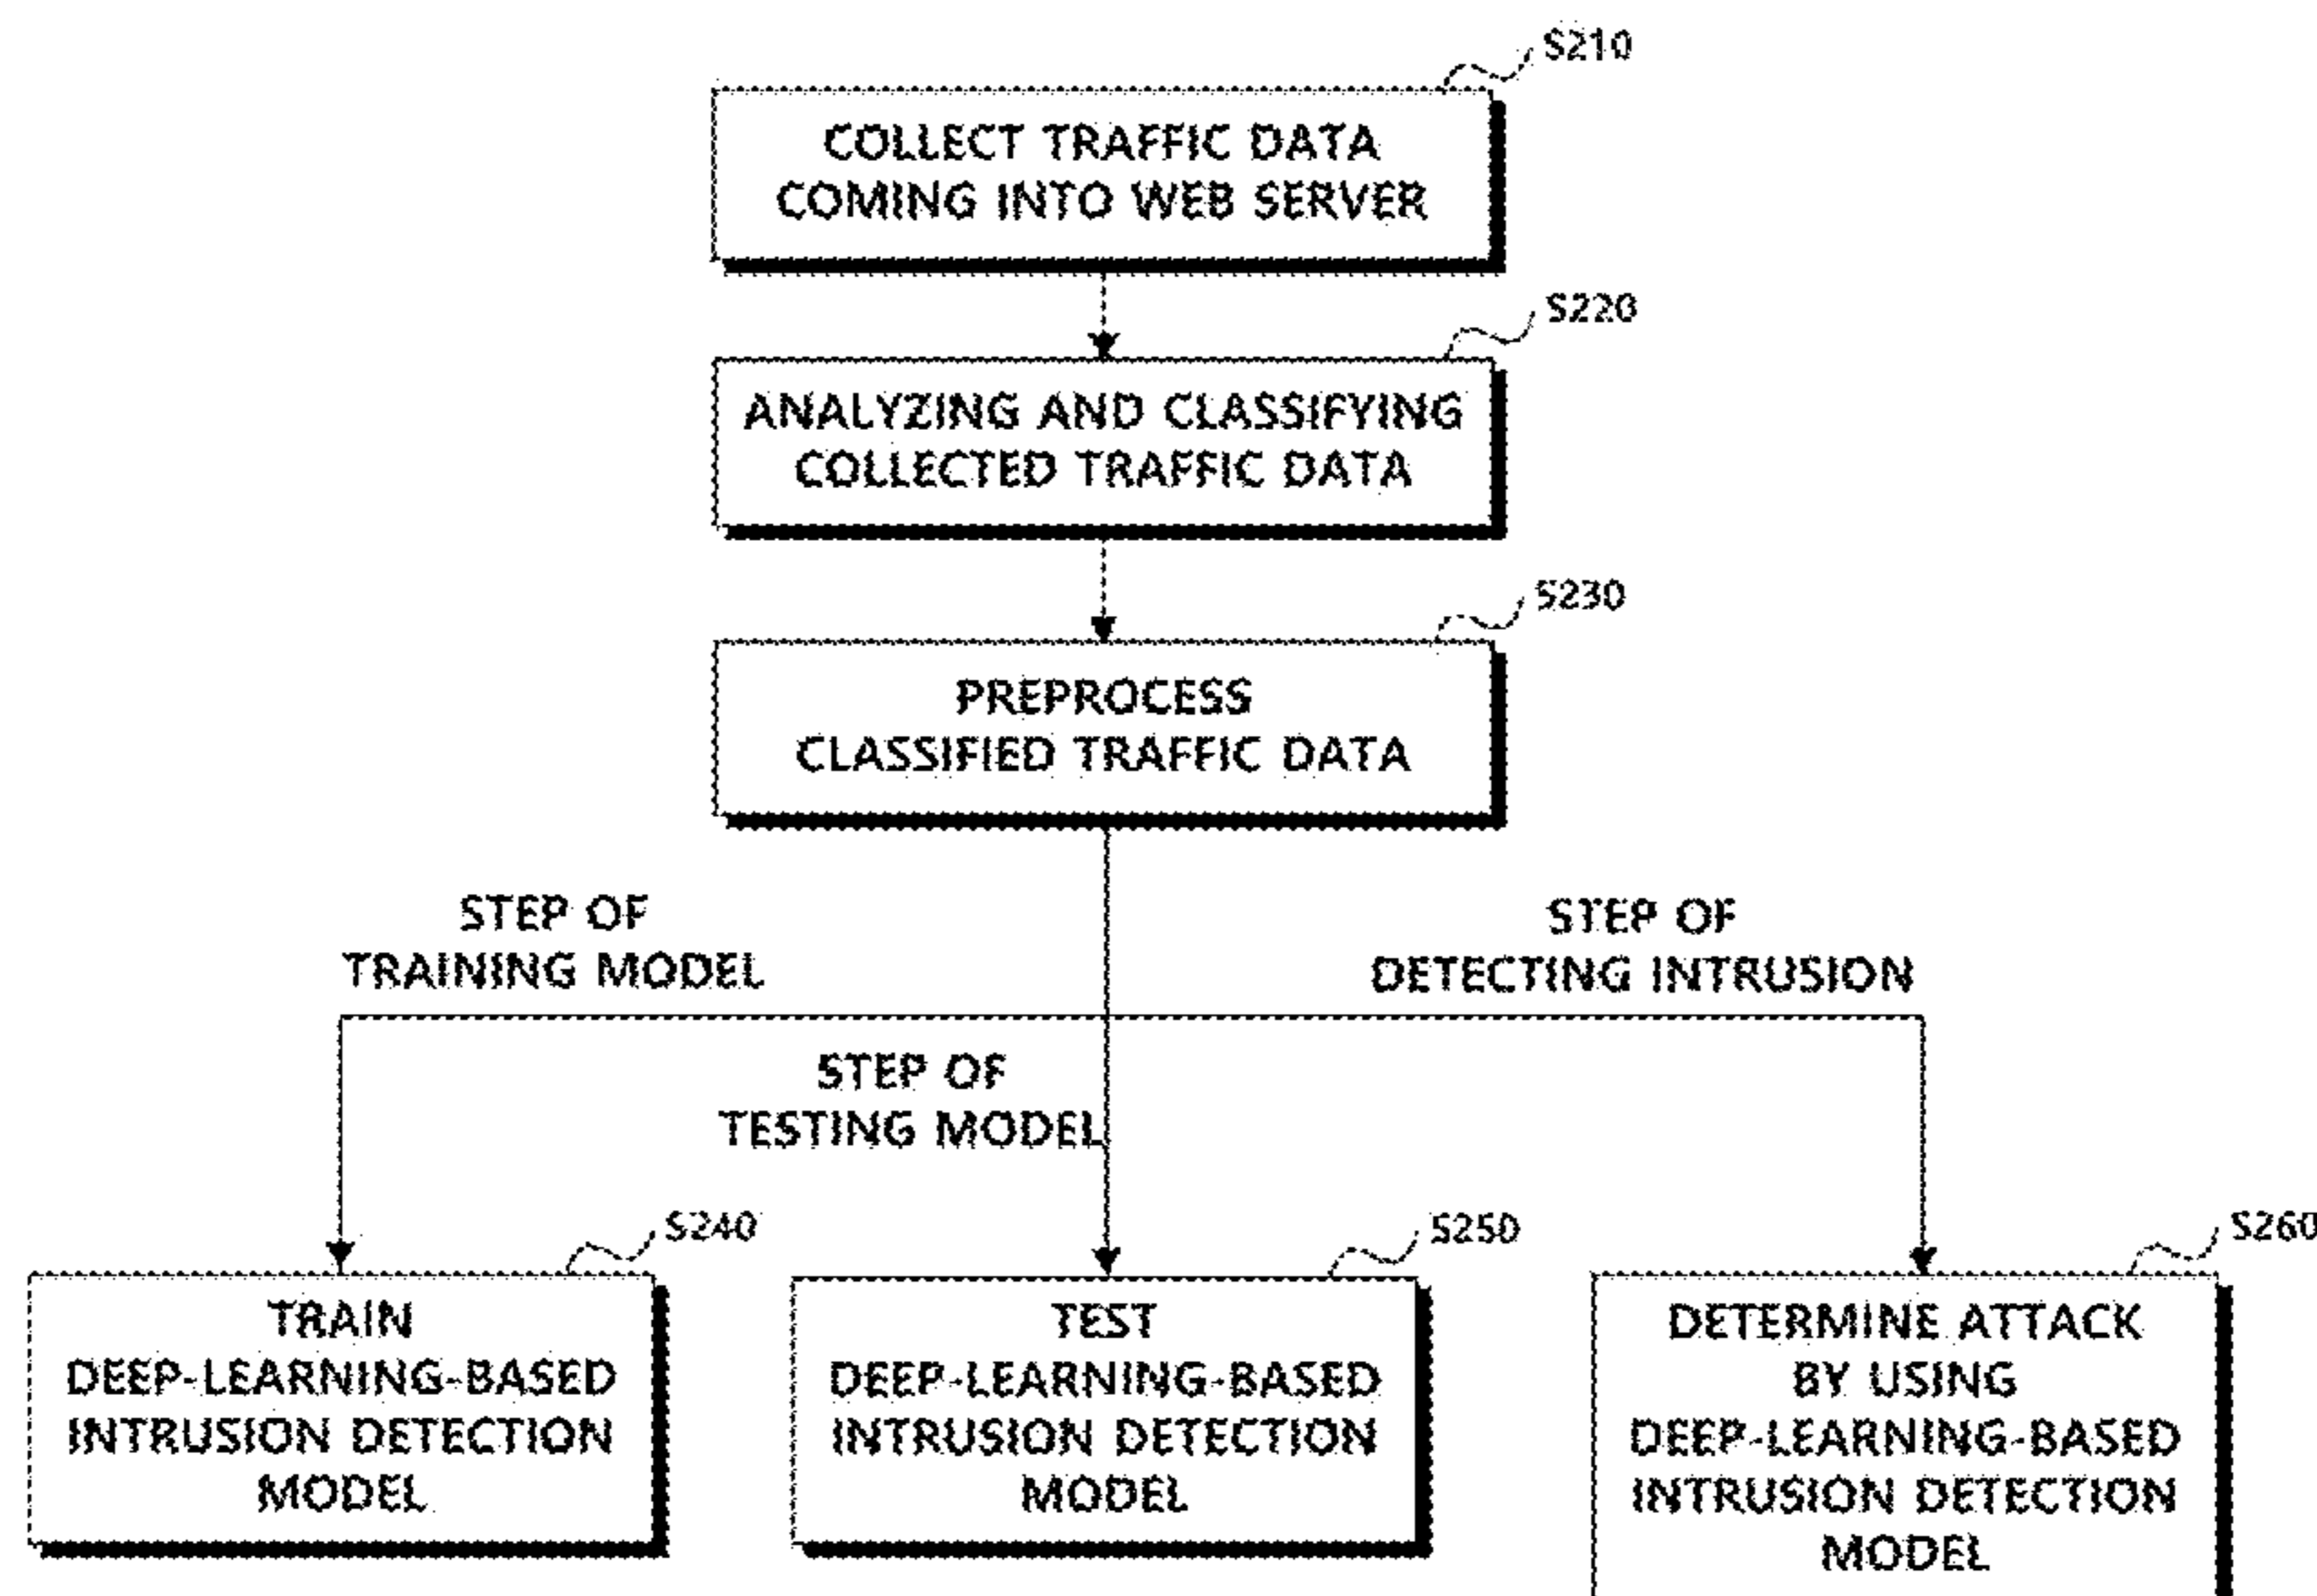 S210
COLLECT TRAFFIC DATA
COMING INTO WEB SERVER
S220
ANALYZING AND CLASSIFYING
COLLECTED TRAFFIC DATA
S230
PREPROCESS
CLASSIFIED TRAFFIC DATA
STEP OF
TRAINING MODEL
STEP OF
DETECTING INTRUSION
STEP OF
TESTING MODEL
S240
TRAIN
DEEP-LEARNING-BASED
INTRUSION DETECTION
MODEL
S250
TEST
DEEP-LEARNING-BASED
INTRUSION DETECTION
MODEL
S260
DETERMINE ATTACK
BY USING
DEEP-LEARNING-BASED
INTRUSION DETECTION
MODEL